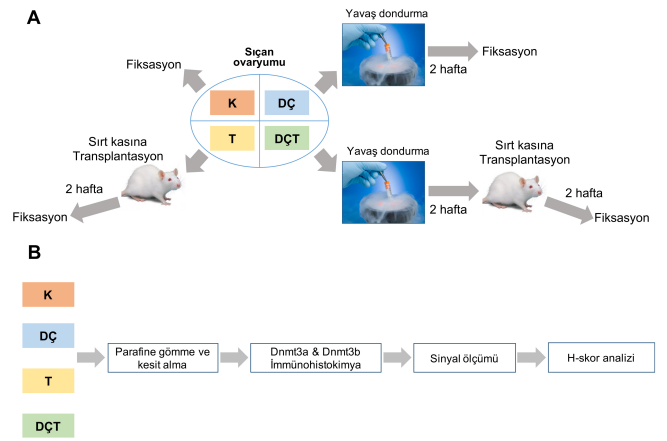 A
Yavaş dondurma
Sıçan
ovaryumu
Fiksasyon
2 hafta
Fiksasyon
K
DÇ
T
DÇT
Sırt kasına
Transplantasyon
2 hafta
Fiksasyon
Yavaş dondurma
2 hafta
Sırt kasına
Transplantasyon
2 hafta
Fiksasyon
B
K
DÇ
T
DÇT
Parafine gömme ve
kesit alma
Dnmt3a & Dnmt3b
İmmünohistokimya
Sinyal ölçümü
H-skor analizi